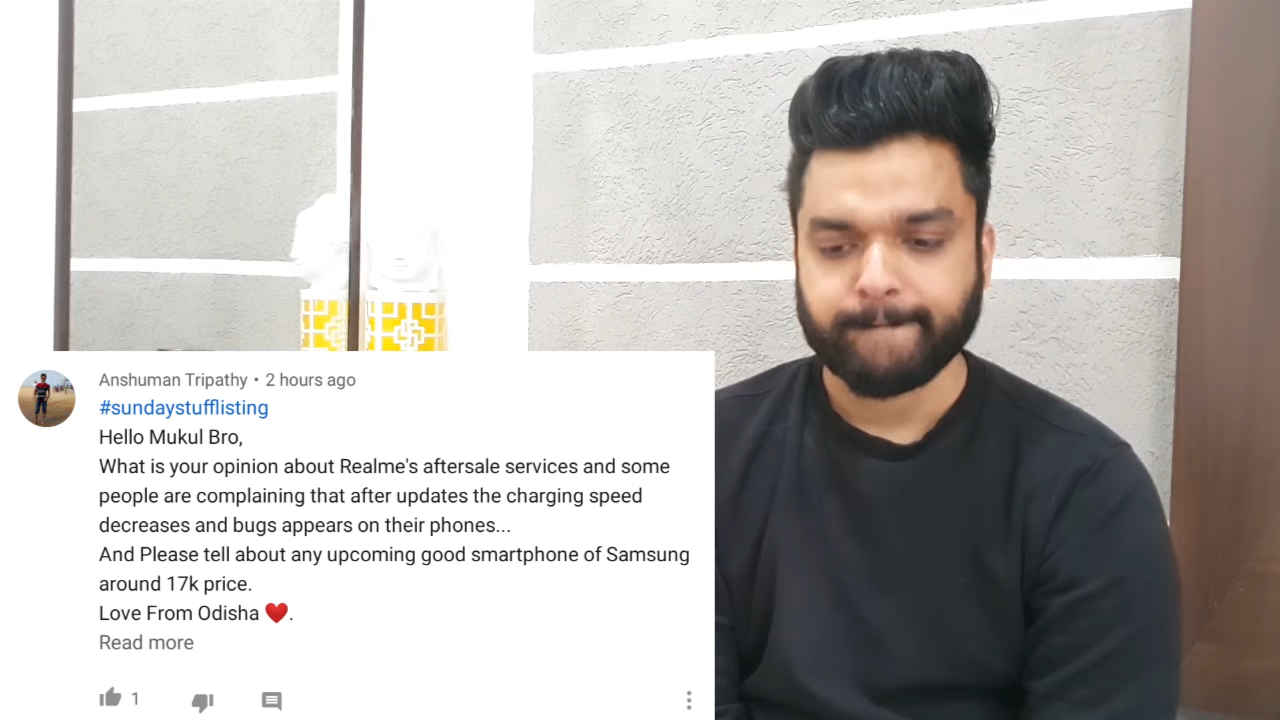 Anshuman Tripathy • 2 hours ago
#sundaystufflisting
Hello Mukul Bro,
What is your opinion about Realme's aftersale services and some
people are complaining that after updates the charging speed
decreases and bugs appears on their phones...
And Please tell about any upcoming good smartphone of Samsung
around 17k price.
Love From Odisha ❤️.
Read more
1